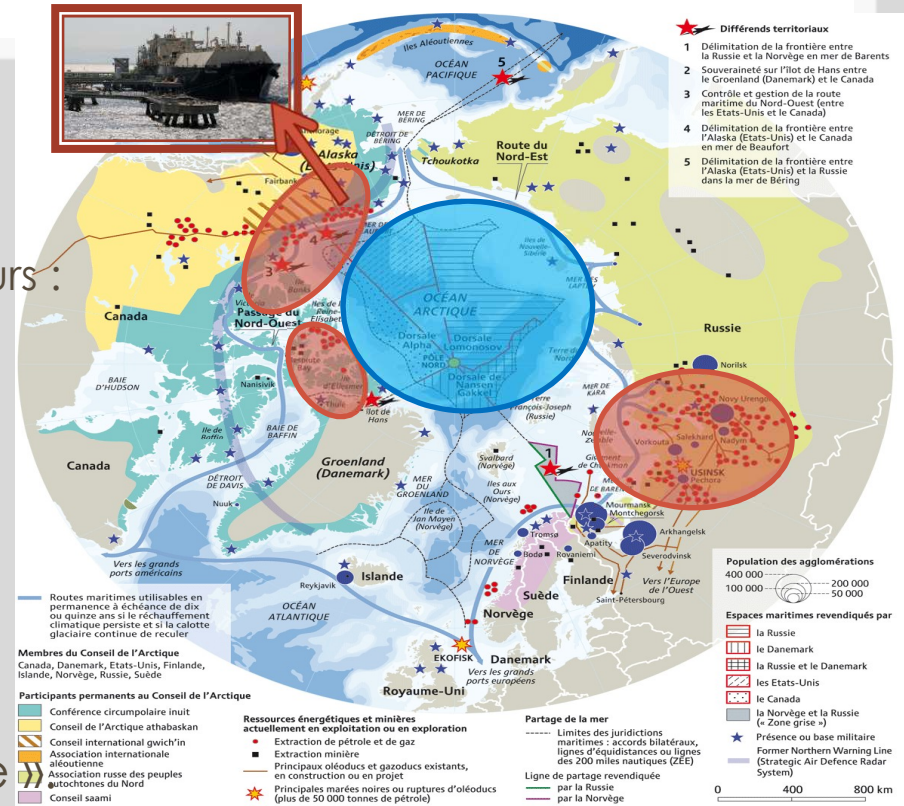 urs :
e ).
Différends territoriaux
1 Délimitation de la frontière entre
la Russie et la Norvège en mer de Barents
2 Souveraineté sur l'îlot de Hans entre
le Groenland (Danemark) et le Canada
3 Contrôle et gestion de la route
maritime du Nord-Ouest (entre
les Etats-Unis et le Canada)
4 Délimitation de la frontière entre
l'Alaska (Etats-Unis) et le Canada
en mer de Beaufort
5 Délimitation de la frontière entre
l'Alaska (Etats-Unis) et la Russie
dans la mer de Béring
Iles Aléoutiennes
OCÉAN
PACIFIQUE
5
MER DE
BÉRING
DÉTROIT DE
BÉRING
Tchoukotka
Route du
Nord-Est
Alaska
4
3
Iles de
Nouvelle-
Sibérie
OCÉAN
ARCTIQUE
Dorsale
Alpha
Dorsale
Lomonosov
PÔLE
NORD
Dorsale de
Nansen
Gakkel
Canada
Passage du
Nord-Ouest
Russie
Norilsk
BAIE
D'HUDSON
Nanisivik
Thulé
Ilot de
Hans
MER DE
KARA
Novy Urengoï
Salekhard
Nadym
Vorkouta
USINSK
Pechora
François-Joseph
(Russie)
Ile de
Baffin
BAIE DE
BAFFIN
Svalbard
(Norvège)
1
Canada
Groenland
(Danemark)
MER
DU
GROENLAND
Iles aux
Ours
(Norvège)
DÉTROIT
DE DAVIS
Nuuk
Ile de
Jan Mayen
(Norvège)
Mourmansk
Montchegorsk
Tromsø
Apatity
Arkhangelsk
Severodvinsk
MER
DE
NORVÈGE
Bodø
Rovaniemi
Vers les grands
ports américains
Reykjavik
Islande
Finlande
Suède
Vers l'Europe
de l'Ouest
Saint-Pétersbourg
OCÉAN
ATLANTIQUE
Norvège
EKOFISK
Danemark
Vers les grands
ports européens
Royaume-Uni
Routes maritimes utilisables en
permanence à échéance de dix
ou quinze ans si le réchauffement
climatique persiste et si la calotte
glaciaire continue de reculer
Membres du Conseil de l'Arctique
Canada, Danemark, Etats-Unis, Finlande,
Islande, Norvège, Russie, Suède
Participants permanents au Conseil de l'Arctique
Conférence circumpolaire inuit
Conseil de l'Arctique athabaskan
Conseil international gwich'in
Association internationale
aléoutienne
Association russe des peuples
autochtones du Nord
Conseil saami
Ressources énergétiques et minières
actuellement en exploitation ou en exploration
Extraction de pétrole et de gaz
Extraction minière
Principaux oléoducs et gazoducs existants,
en construction ou en projet
Principales marées noires ou ruptures d'oléoducs
(plus de 50 000 tonnes de pétrole)
Partage de la mer
Limites des juridictions
maritimes : accords bilatéraux,
lignes d'équidistances ou lignes
des 200 miles nautiques (ZEE)
Ligne de partage revendiquée
par la Russie
par la Norvège
Population des agglomérations
400 000
100 000
200 000
50 000
Espaces maritimes revendiqués par
la Russie
le Danemark
la Russie et le Danemark
les Etats-Unis
le Canada
la Norvège et la Russie
(« Zone grise »)
Présence ou base militaire
Former Northern Warning Line
(Strategic Air Defence Radar
System)
0 400 800 km